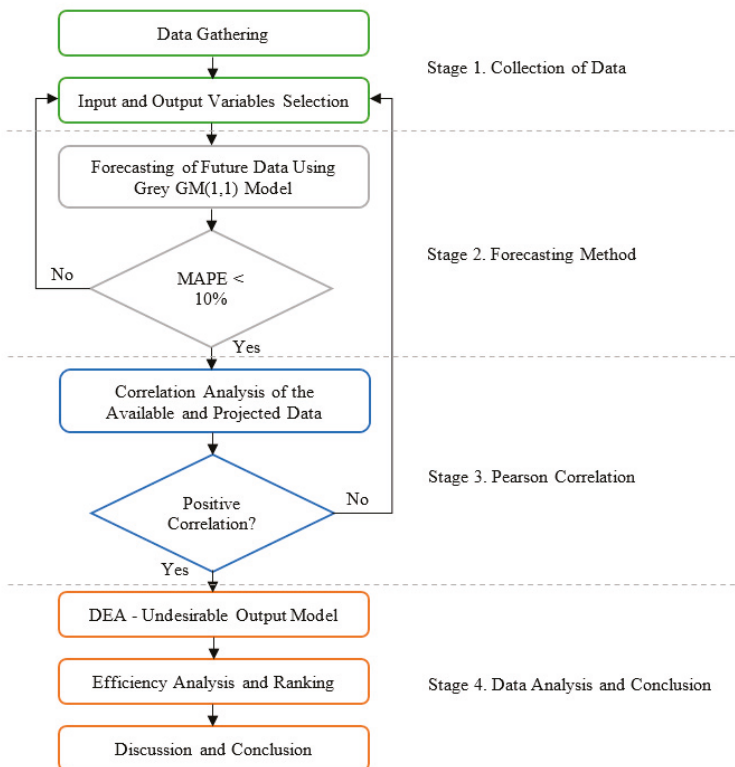 Data Gathering
Stage 1. Collection of Data
Input and Output Variables Selection
Forecasting of Future Data Using
Grey GM(1,1) Model
Stage 2. Forecasting Method
No
MAPE <
10%
Yes
Correlation Analysis of the
Available and Projected Data
Stage 3. Pearson Correlation
No
Positive
Correlation?
Yes
DEA - Undesirable Output Model
Efficiency Analysis and Ranking
Stage 4. Data Analysis and Conclusion
Discussion and Conclusion